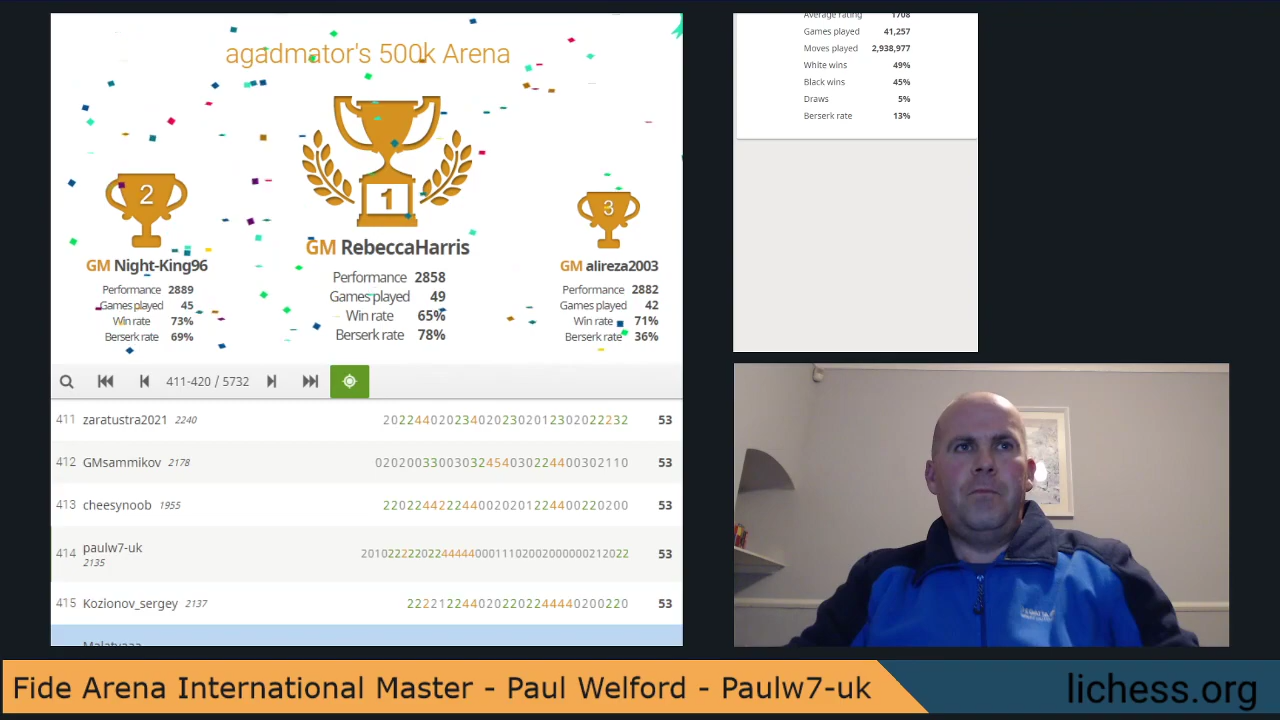 agadmator's 500k Arena
2
1
3
GM Night-King96
Performance 2889
Games played 45
Win rate 73%
Berserk rate 69%
GM RebeccaHarris
Performance 2858
Games played 49
Win rate 65%
Berserk rate 78%
GM alireza2003
Performance 2882
Games played 42
Win rate 71%
Berserk rate 36%
411-420 / 5732
411 zaratustra2021 2240 2022440202340202302012302022232 53
412 GMsammikov 2178 0202003300303245403022440030211​0 53
413 cheesynoob 1955 2202244222440020201224400220200 53
414 paulw7-uk 2135 20102222202244444000111020020000000212022 53
415 Kozionov_sergey 2137 2222122440202202244440200220 53
Average rating 1708
Games played 41,257
Moves played 2,938,977
White wins 49%
Black wins 45%
Draws 5%
Berserk rate 13%
Fide Arena International Master - Paul Welford - Paulw7-uk
lichess.org